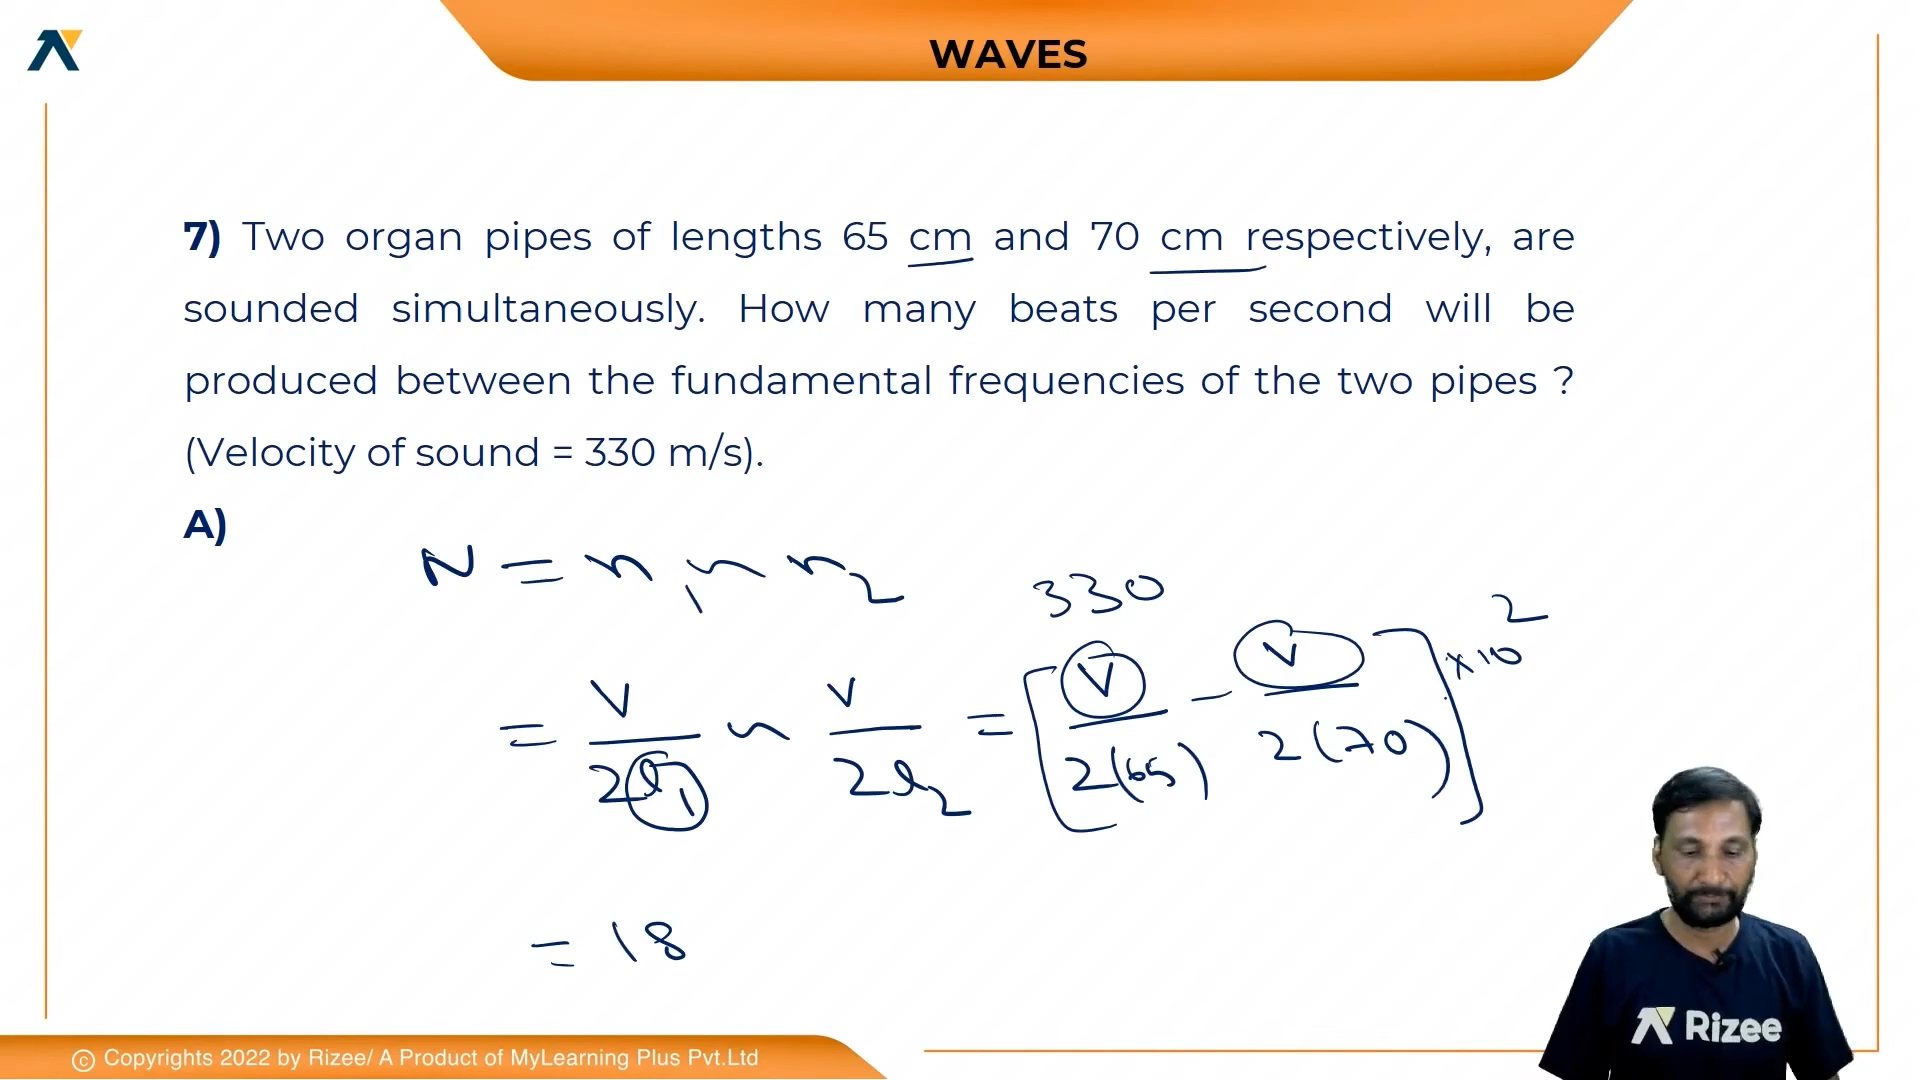 WAVES
7) Two organ pipes of lengths 65 cm and 70 cm respectively, are
sounded simultaneously. How many beats per second will be
produced between the fundamental frequencies of the two pipes ?
(Velocity of sound = 330 m/s).
A)
N = n₁ ~ n₂
330
= V/2l₁ ~ V/2l₂ = [V/2(65) - V/2(70)] × 10²
= 18
Rizee
© Copyrights 2022 by Rizee/ A Product of MyLearning Plus Pvt.Ltd